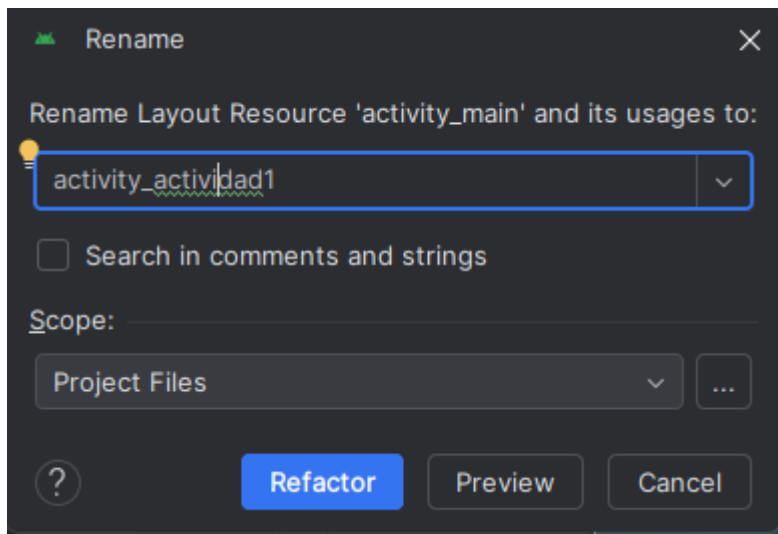 Rename
Rename Layout Resource 'activity_main' and its usages to:
activity_actividad1
Search in comments and strings
Scope:
Project Files
...
?
Refactor
Preview
Cancel